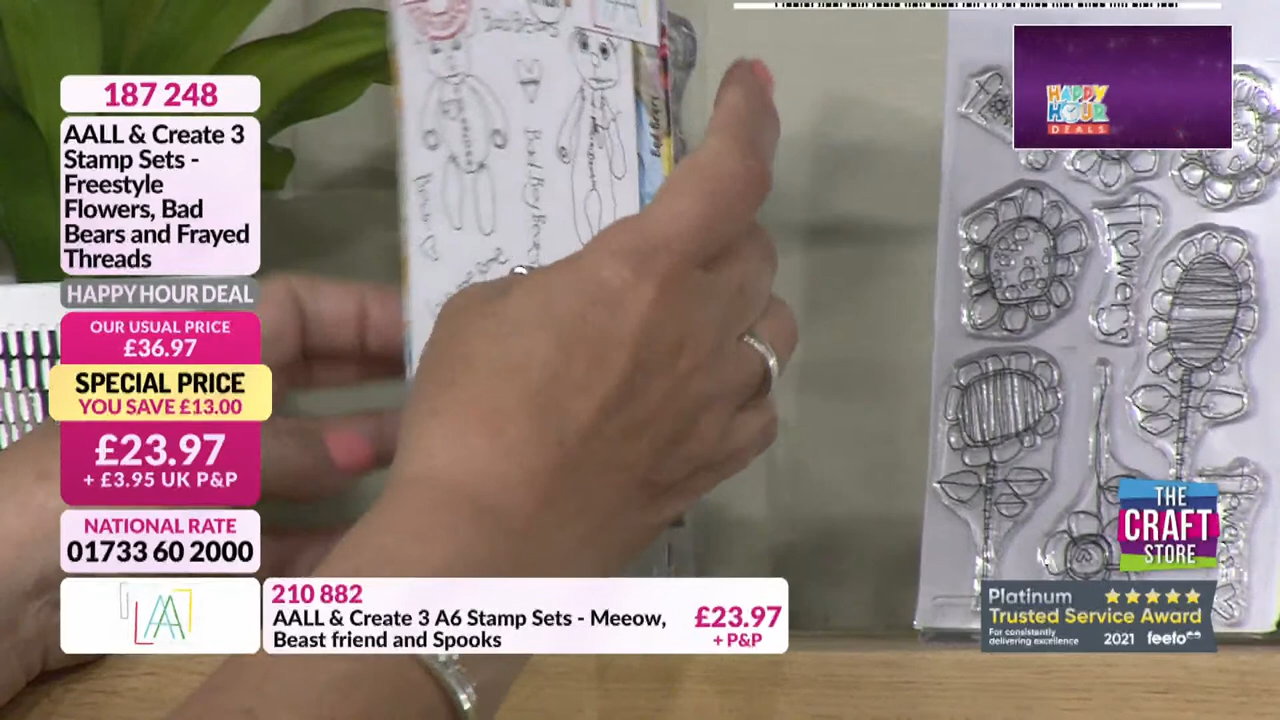 187 248
AALL & Create 3
Stamp Sets -
Freestyle
Flowers, Bad
Bears and Frayed
Threads
HAPPY HOUR DEAL
OUR USUAL PRICE
£36.97
SPECIAL PRICE
YOU SAVE £13.00
£23.97
+ £3.95 UK P&P
NATIONAL RATE
01733 60 2000
210 882
AALL & Create 3 A6 Stamp Sets - Meeow,
Beast friend and Spooks
£23.97
+ P&P
HAPPY
HOUR
DEALS
flowers
THE
CRAFT
STORE
Platinum
Trusted Service Award
For consistently
delivering excellence
2021 feefo